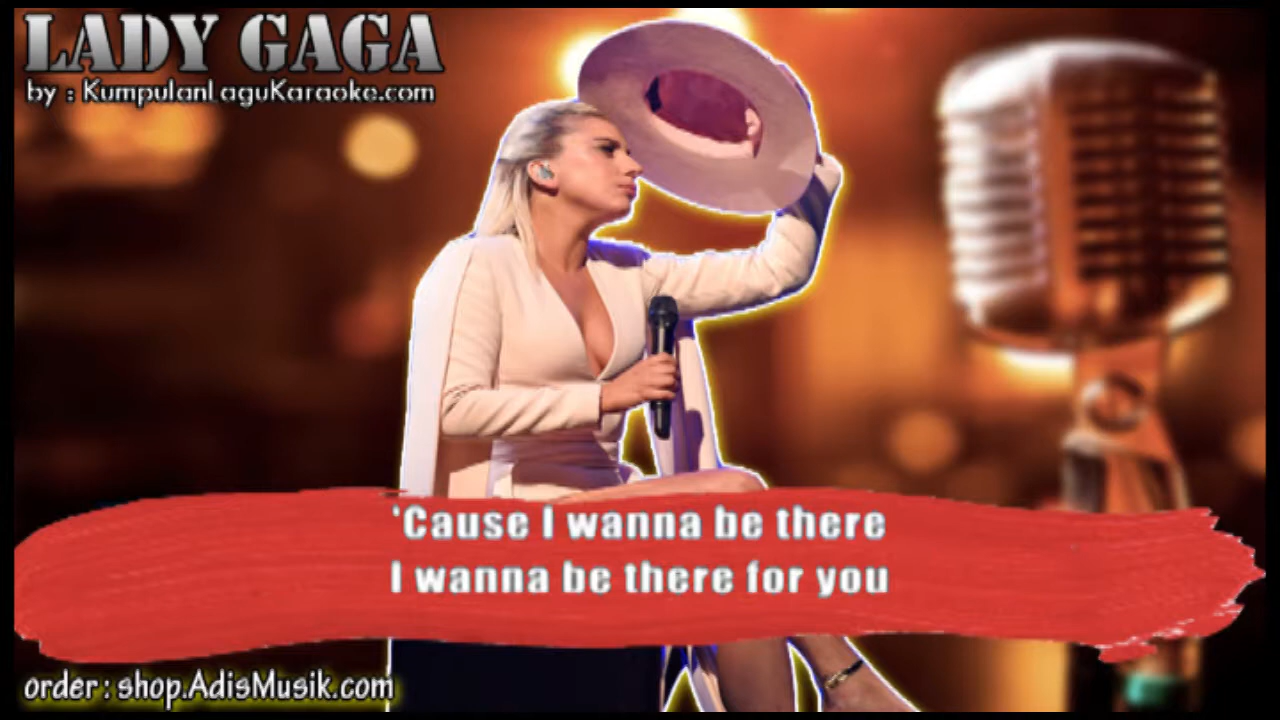 LADY GAGA
by : KumpulanLaguKaraoke.com
'Cause I wanna be there
I wanna be there for you
order : shop.AdisMusik.com